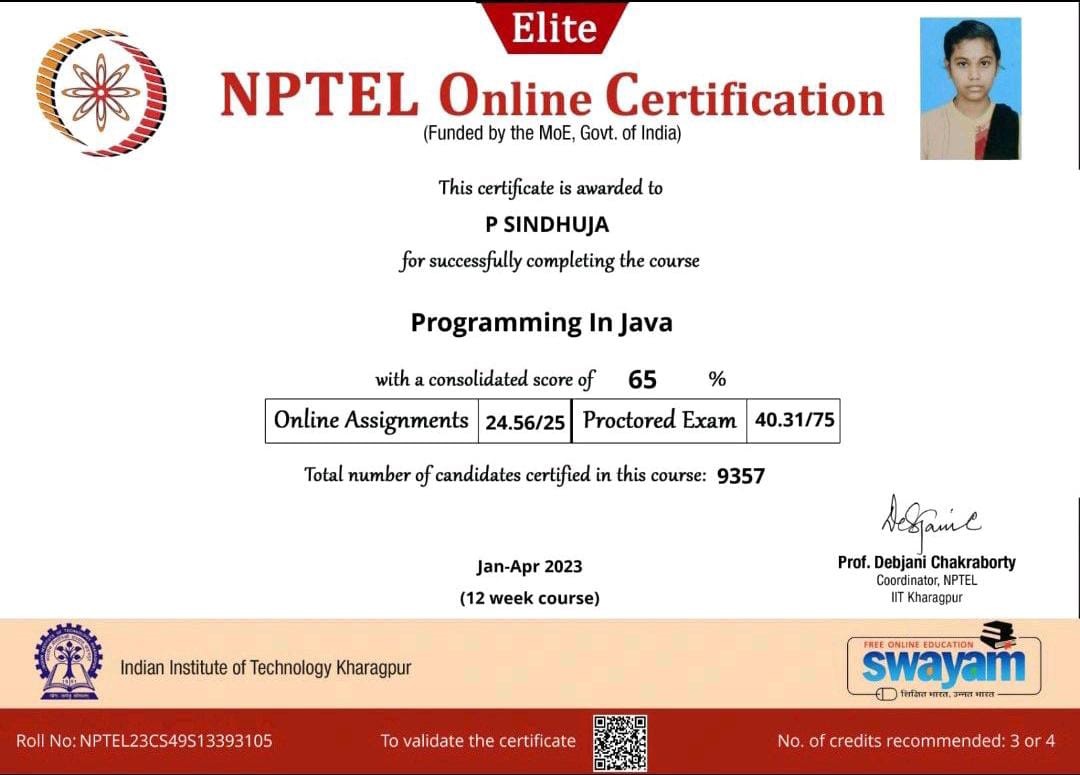 Elite
NPTEL Online Certification
(Funded by the MoE, Govt. of India)
This certificate is awarded to
P SINDHUJA
for successfully completing the course
Programming In Java
with a consolidated score of 65 %
Online Assignments 24.56/25 Proctored Exam 40.31/75
Total number of candidates certified in this course: 9357
Jan-Apr 2023
(12 week course)
Prof. Debjani Chakraborty
Coordinator, NPTEL
IIT Kharagpur
Indian Institute of Technology Kharagpur
FREE ONLINE EDUCATION
swayam
शिक्षित भारत, उन्नत भारत
Roll No: NPTEL23CS49S13393105
To validate the certificate
No. of credits recommended: 3 or 4